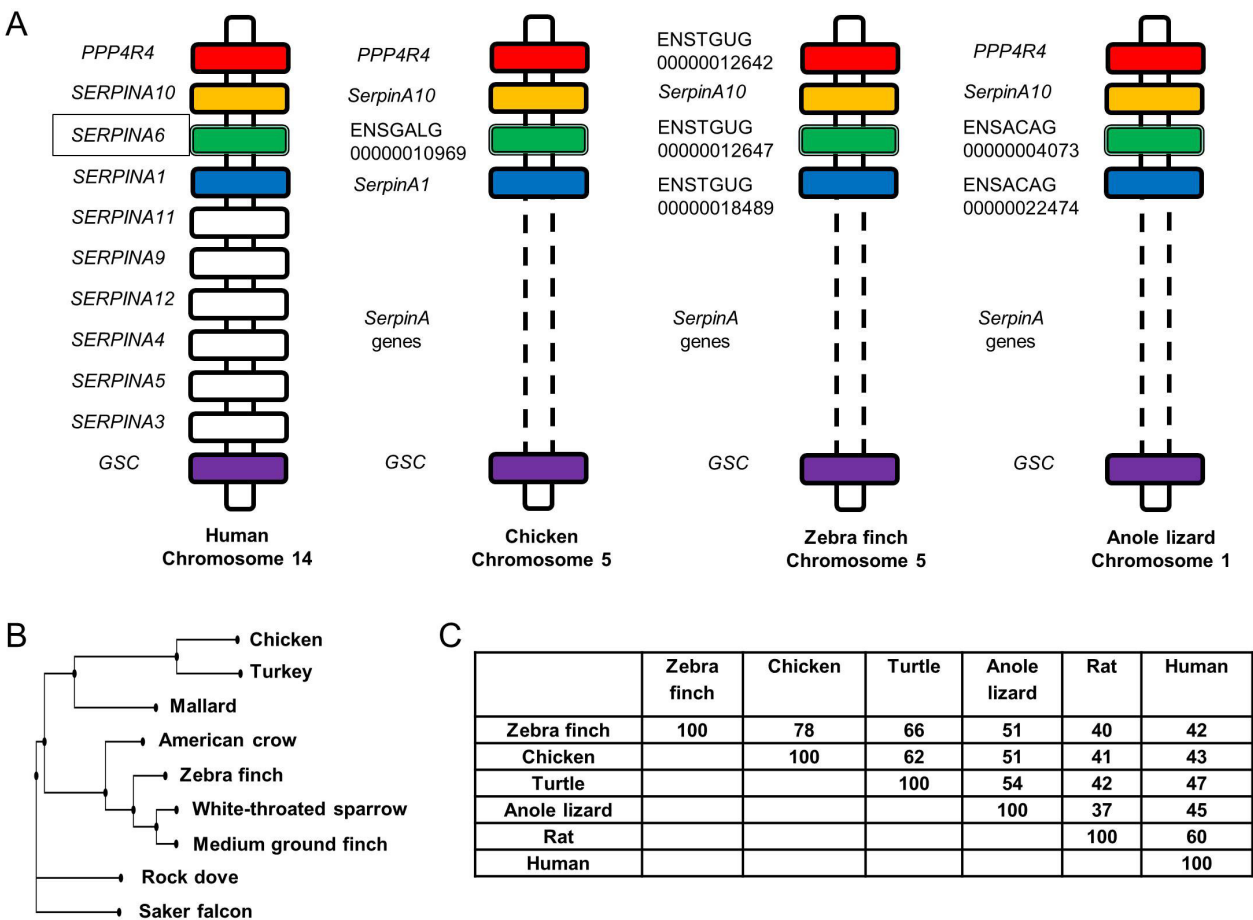 A
PPP4R4
SERPINA10
SERPINA6
SERPINA1
SERPINA11
SERPINA9
SERPINA12
SERPINA4
SERPINA5
SERPINA3
GSC
Human
Chromosome 14
PPP4R4
SerpinA10
ENSGALG
00000010969
SerpinA1
SerpinA
genes
GSC
Chicken
Chromosome 5
ENSTGUG
00000012642
SerpinA10
ENSTGUG
00000012647
ENSTGUG
00000018489
SerpinA
genes
GSC
Zebra finch
Chromosome 5
PPP4R4
SerpinA10
ENSACAG
00000004073
ENSACAG
00000022474
SerpinA
genes
GSC
Anole lizard
Chromosome 1
B
Chicken
Turkey
Mallard
American crow
Zebra finch
White-throated sparrow
Medium ground finch
Rock dove
Saker falcon
C
Zebra finch Chicken Turtle Anole lizard Rat Human
Zebra finch 100 78 66 51 40 42
Chicken 100 62 51 41 43
Turtle 100 54 42 47
Anole lizard 100 37 45
Rat 100 60
Human 100